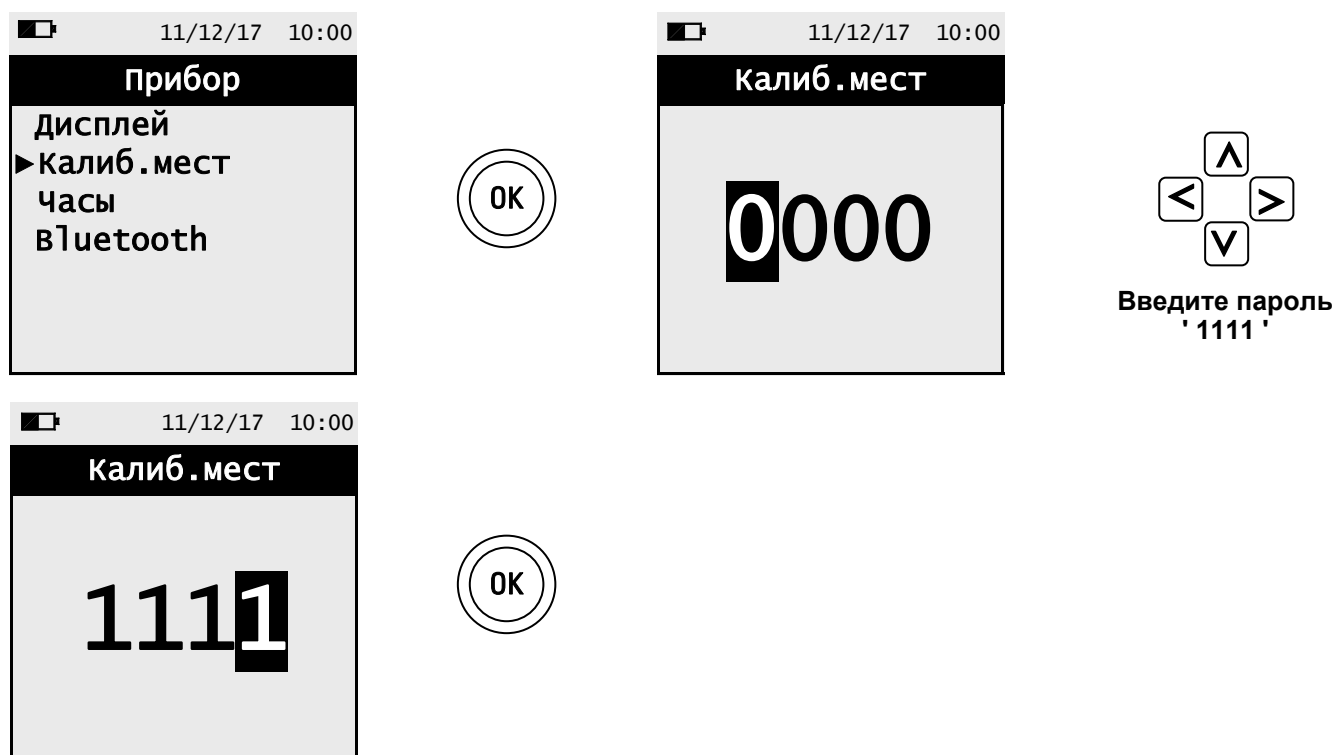 11/12/17 10:00
Прибор
Дисплей
►Калиб.мест
Часы
Bluetooth
OK
11/12/17 10:00
Калиб.мест
0000
Введите пароль
' 1111 '
11/12/17 10:00
Калиб.мест
1111
OK